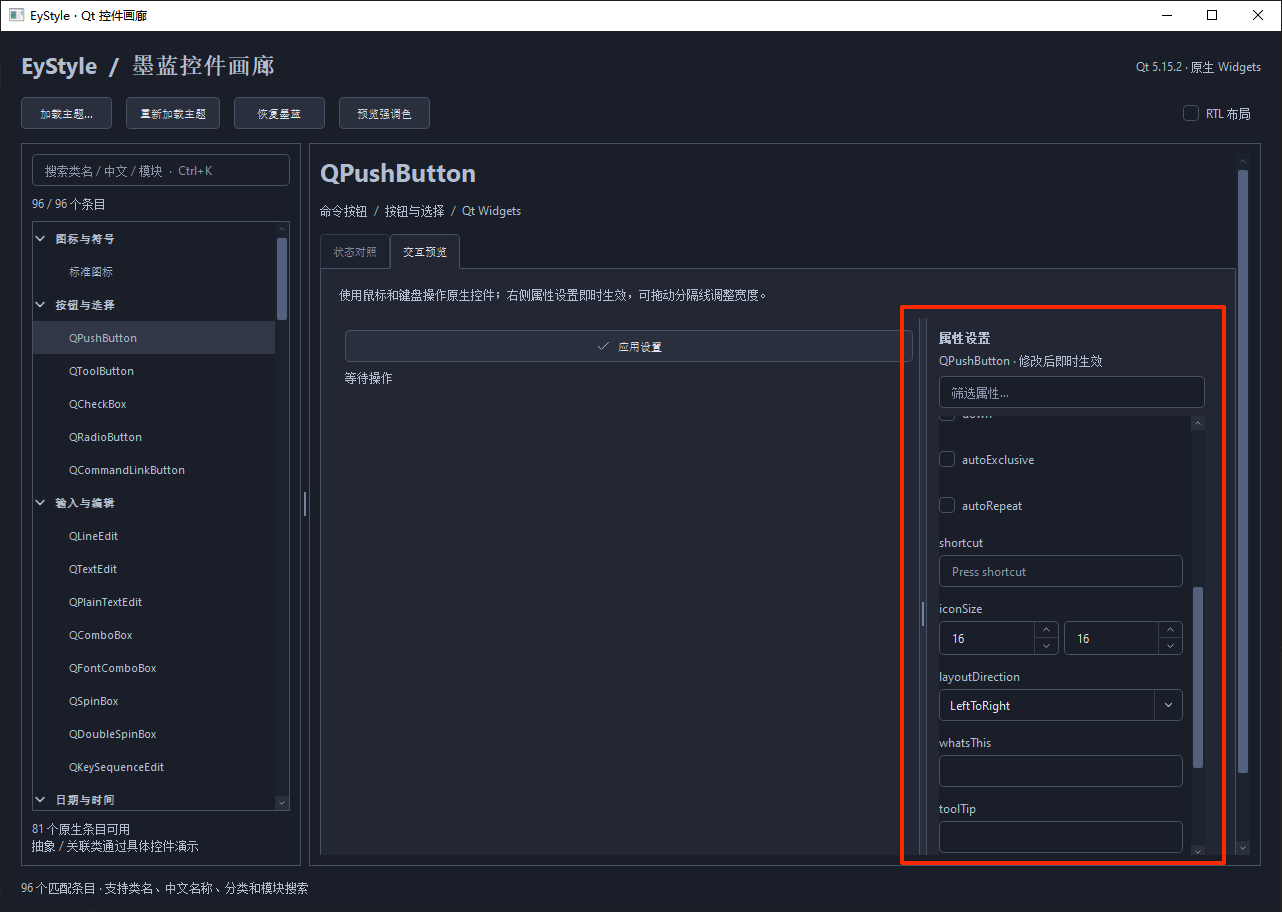 EyStyle · Qt 控件画廊
EyStyle / 墨蓝控件画廊
Qt 5.15.2 · 原生 Widgets
加载主题...
重新加载主题
恢复墨蓝
预览强调色
RTL 布局
搜索类名 / 中文 / 模块 · Ctrl+K
96 / 96 个条目
图标与符号
标准图标
按钮与选择
QPushButton
QToolButton
QCheckBox
QRadioButton
QCommandLinkButton
输入与编辑
QLineEdit
QTextEdit
QPlainTextEdit
QComboBox
QFontComboBox
QSpinBox
QDoubleSpinBox
QKeySequenceEdit
日期与时间
81 个原生条目可用
抽象 / 关联类通过具体控件演示
QPushButton
命令按钮 / 按钮与选择 / Qt Widgets
状态对照
交互预览
使用鼠标和键盘操作原生控件；右侧属性设置即时生效，可拖动分隔线调整宽度。
应用设置
等待操作
属性设置
QPushButton · 修改后即时生效
筛选属性...
down
autoExclusive
autoRepeat
shortcut
Press shortcut
iconSize
16
16
layoutDirection
LeftToRight
whatsThis
toolTip
96 个匹配条目 · 支持类名、中文名称、分类和模块搜索